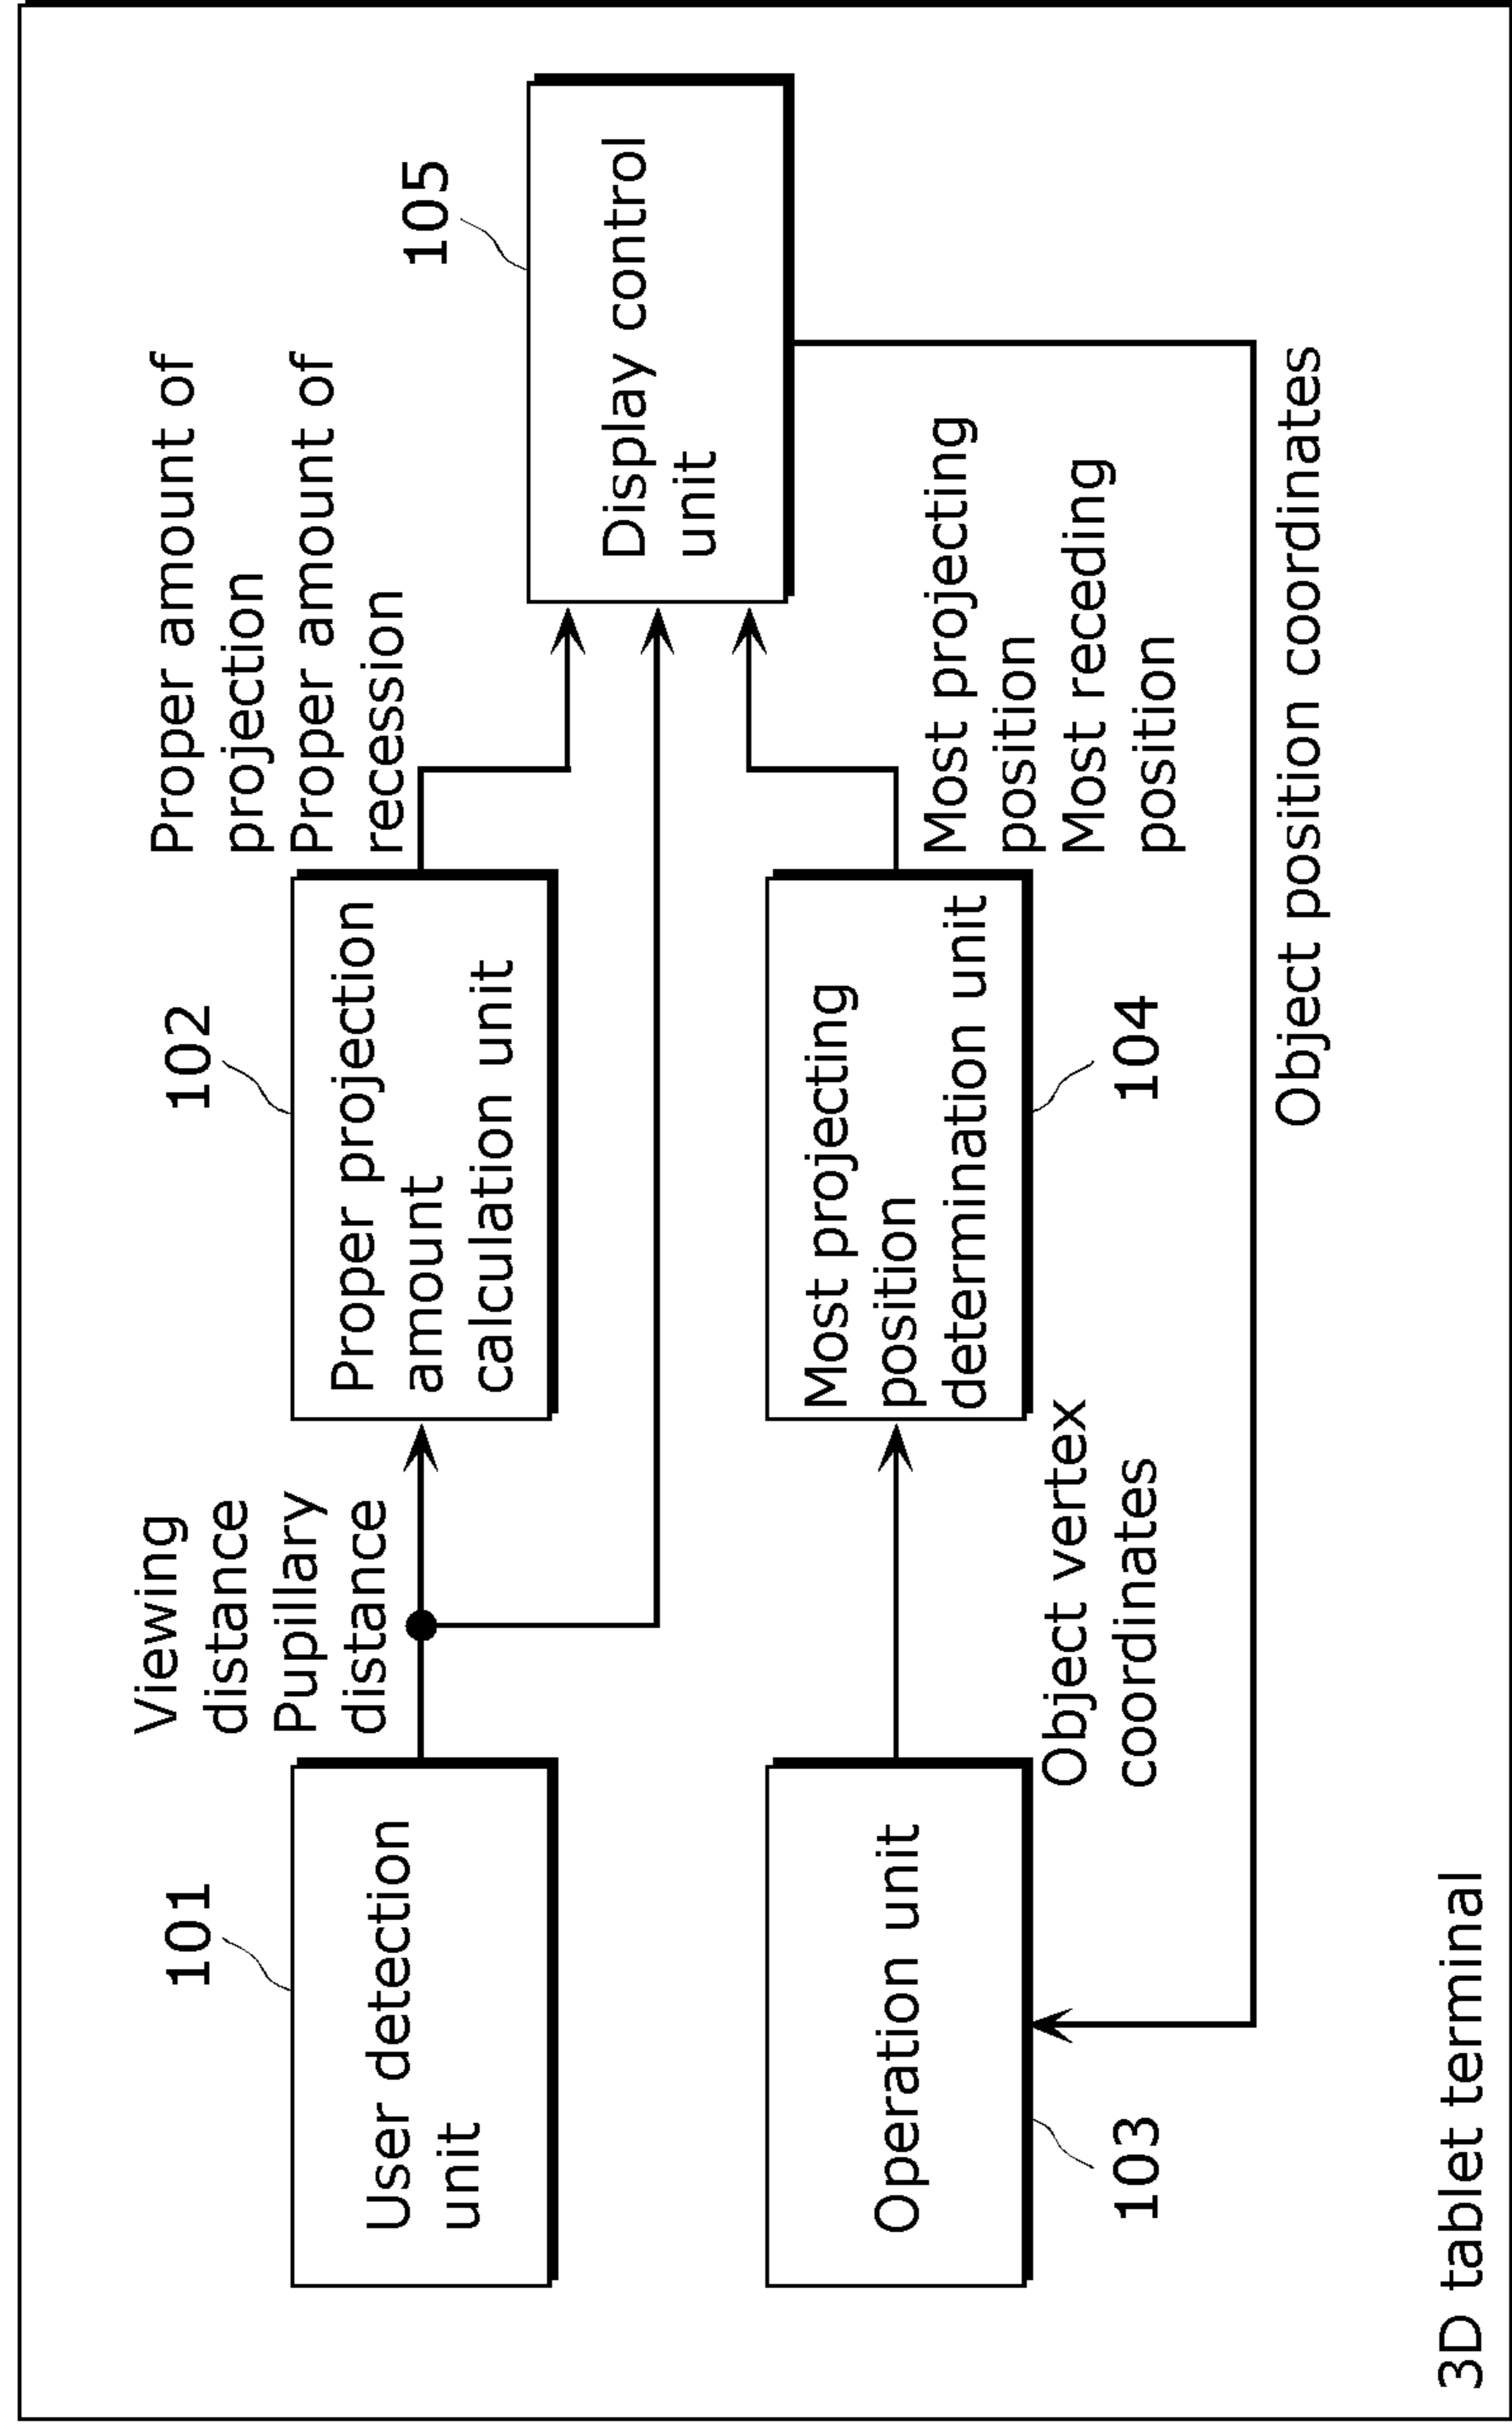 101
User detection
unit
Viewing
distance
Pupillary
distance
102
Proper projection
amount
calculation unit
Proper amount of
projection
Proper amount of
recession
105
Display control
unit
Operation unit
103
Object vertex
coordinates
Most projecting
position
determination unit
104
Most projecting
position
Most receding
position
Object position coordinates
3D tablet terminal